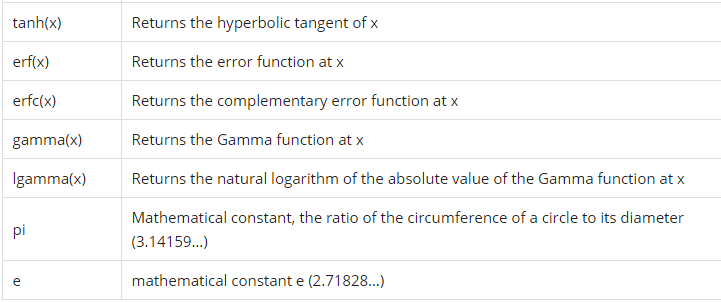 tanh(x) Returns the hyperbolic tangent of x
erf(x) Returns the error function at x
erfc(x) Returns the complementary error function at x
gamma(x) Returns the Gamma function at x
lgamma(x) Returns the natural logarithm of the absolute value of the Gamma function at x
pi Mathematical constant, the ratio of the circumference of a circle to its diameter
(3.14159...)
e mathematical constant e (2.71828...)